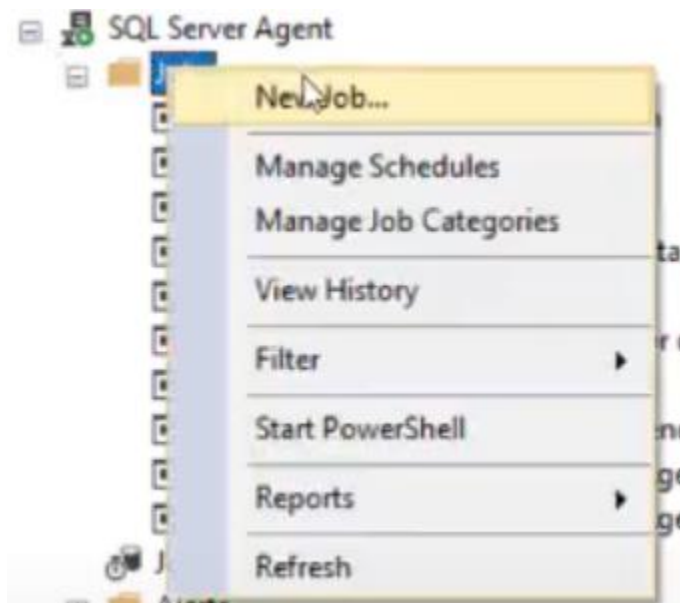 SQL Server Agent
New Job...
Manage Schedules
Manage Job Categories
View History
Filter
Start PowerShell
Reports
Refresh